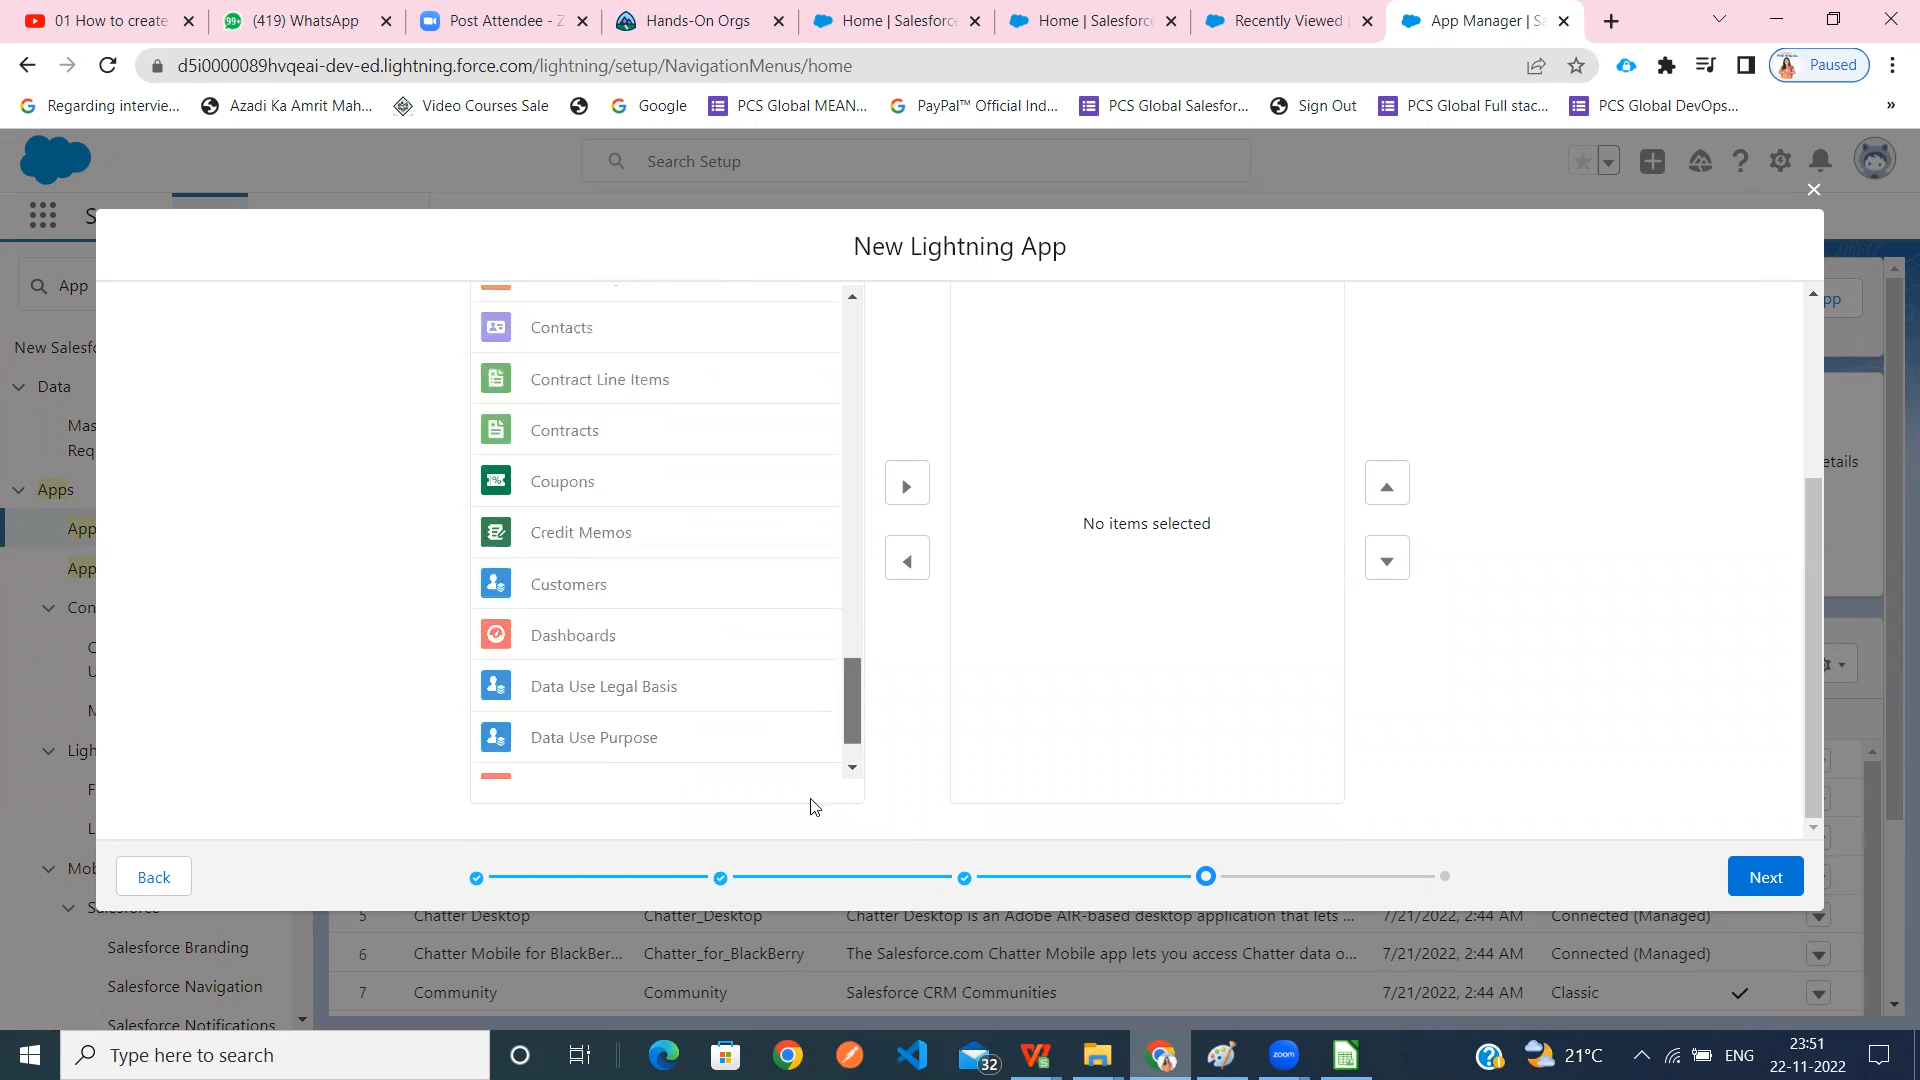 01 How to create
(419) WhatsApp
Post Attendee - Z
Hands-On Orgs
Home | Salesforce
Home | Salesforce
Recently Viewed |
App Manager | Sa
d5i0000089hvqeai-dev-ed.lightning.force.com/lightning/setup/NavigationMenus/home
Paused
Regarding intervie...
Azadi Ka Amrit Mah...
Video Courses Sale
Google
PCS Global MEAN...
PayPal™ Official Ind...
PCS Global Salesfor...
Sign Out
PCS Global Full stac...
PCS Global DevOps...
»
Search Setup
S
New Lightning App
App
New Salesfo
Data
Mas
Req
Apps
App
App
Con
C
U
M
Ligh
F
L
Mob
Salesforce
Salesforce Branding
Salesforce Navigation
Salesforce Notifications
Contacts
Contract Line Items
Contracts
Coupons
Credit Memos
Customers
Dashboards
Data Use Legal Basis
Data Use Purpose
No items selected
pp
etails
Back
Next
5 Chatter Desktop Chatter_Desktop Chatter Desktop is an Adobe AIR-based desktop application that lets ... 7/21/2022, 2:44 AM Connected (Managed)
6 Chatter Mobile for BlackBer... Chatter_for_BlackBerry The Salesforce.com Chatter Mobile app lets you access Chatter data o... 7/21/2022, 2:44 AM Connected (Managed)
7 Community Community Salesforce CRM Communities 7/21/2022, 2:44 AM Classic
Type here to search
32
zoom
21°C
ENG
23:51
22-11-2022